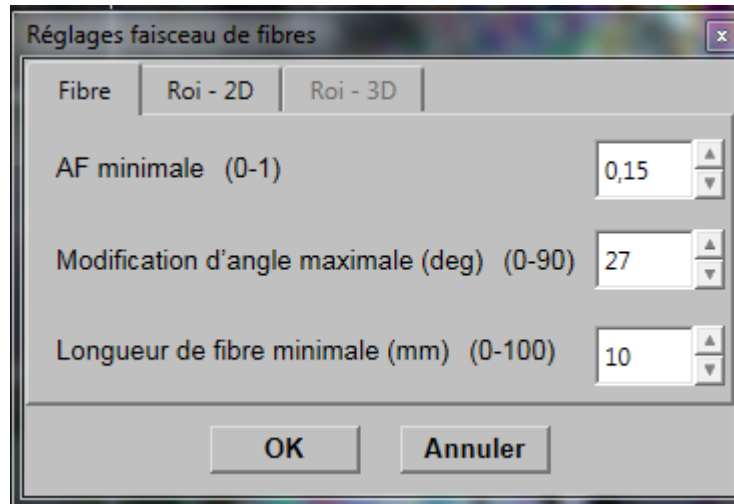 Réglages faisceau de fibres x
Fibre Roi - 2D Roi - 3D
AF minimale (0-1) 0,15
Modification d'angle maximale (deg) (0-90) 27
Longueur de fibre minimale (mm) (0-100) 10
OK Annuler